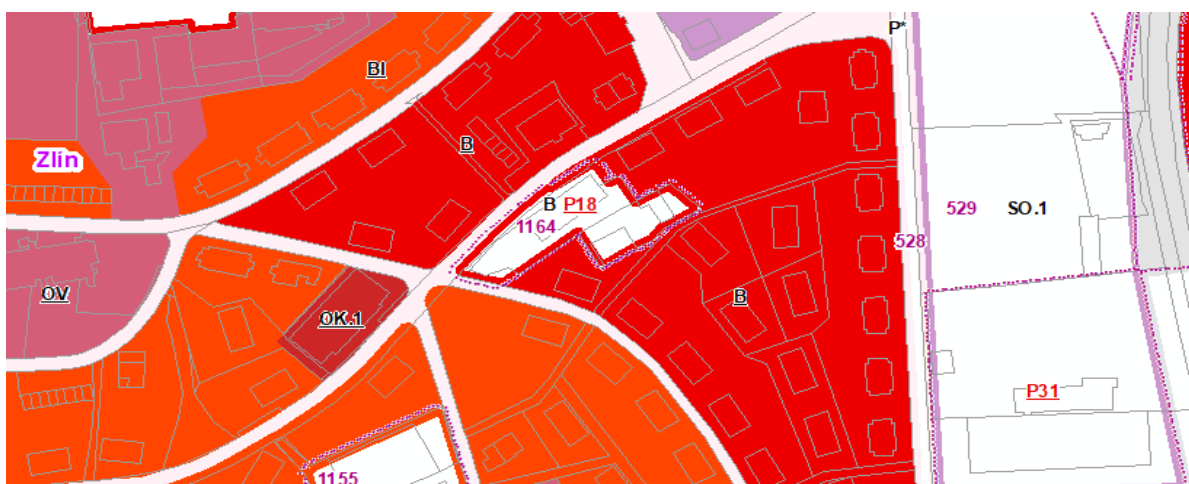 P*
BI
B
Zlín
B P18
1164
529 SO.1
528
OV
B
OK.1
P31
1155